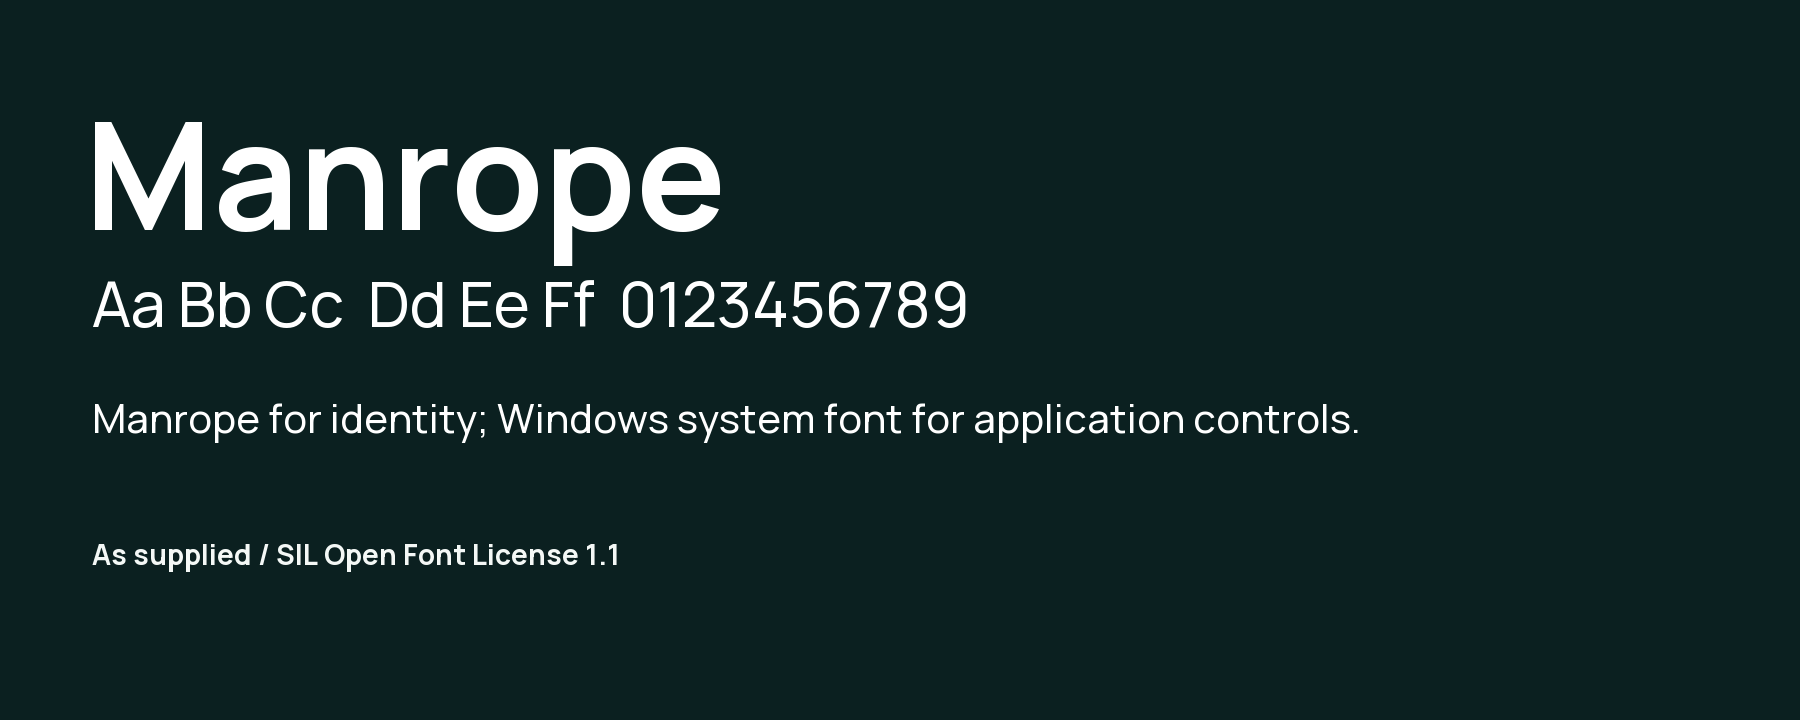 Manrope
Aa Bb Cc Dd Ee Ff 0123456789
Manrope for identity; Windows system font for application controls.
As supplied / SIL Open Font License 1.1